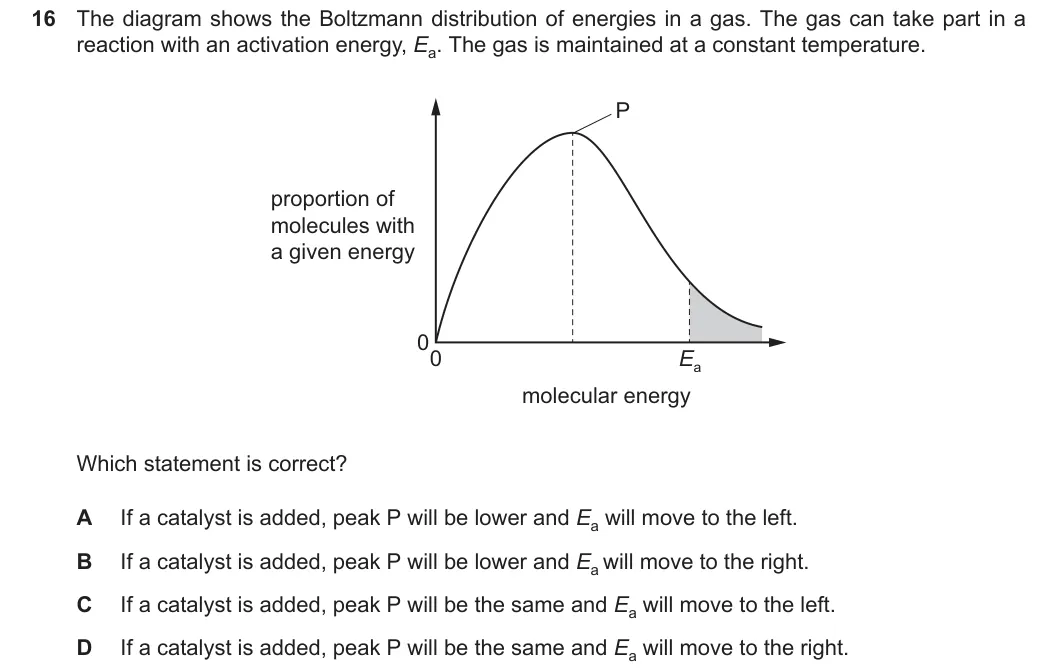 16 The diagram shows the Boltzmann distribution of energies in a gas. The gas can take part in a
reaction with an activation energy, Eₐ. The gas is maintained at a constant temperature.
P
proportion of
molecules with
a given energy
0
0
Eₐ
molecular energy
Which statement is correct?
A If a catalyst is added, peak P will be lower and Eₐ will move to the left.
B If a catalyst is added, peak P will be lower and Eₐ will move to the right.
C If a catalyst is added, peak P will be the same and Eₐ will move to the left.
D If a catalyst is added, peak P will be the same and Eₐ will move to the right.